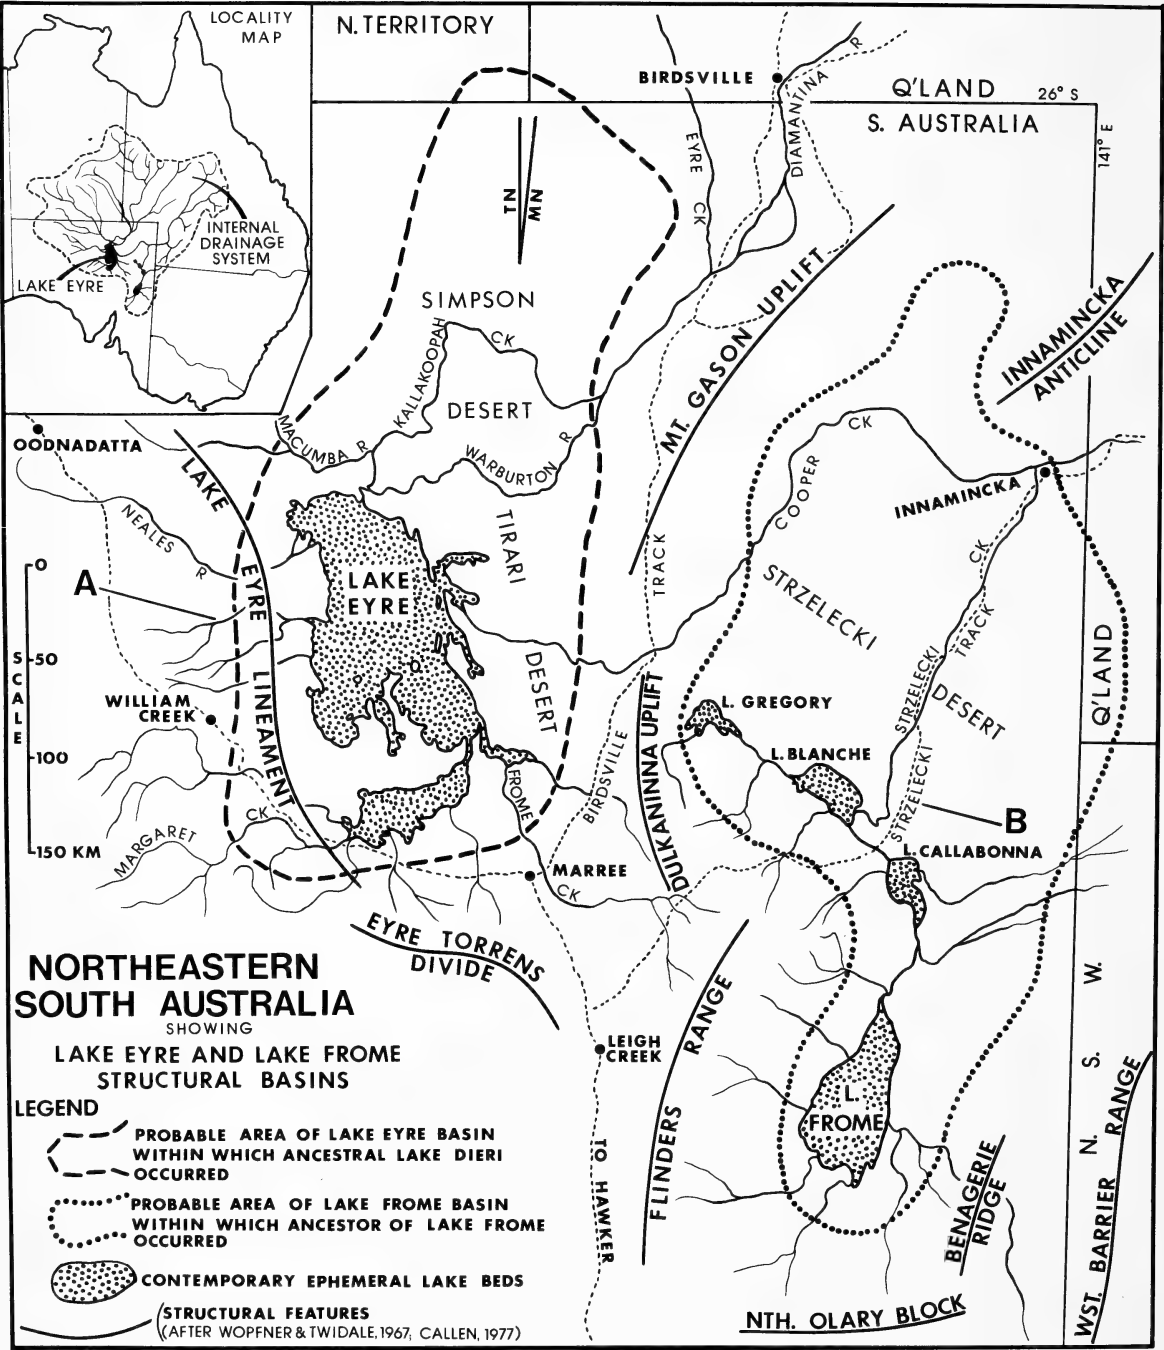 LOCALITY
MAP
INTERNAL
DRAINAGE
SYSTEM
LAKE EYRE
N. TERRITORY
BIRDSVILLE
Q'LAND
26° S
S. AUSTRALIA
141° E
DIAMANTINA
R
EYRE CK
TN
MN
SIMPSON
DESERT
KALLAKOOPAH CK
MACUMBA R
WARBURTON R
MT. GASON UPLIFT
INNAMINCKA
ANTICLINE
OODNADATTA
NEALES R
LAKE EYRE LINEAMENT
LAKE
EYRE
TIRARI
DESERT
COOPER CK
INNAMINCKA
STRZELECKI
DESERT
STRZELECKI CK
STRZELECKI TRACK
Q'LAND
A
SCALE
0
50
100
150 KM
WILLIAM
CREEK
MARGARET
CK
FROME
CK
BIRDSVILLE
TRACK
DULKANINNA UPLIFT
L. GREGORY
L. BLANCHE
B
L. CALLABONNA
MARREE
EYRE TORRENS
DIVIDE
LEIGH
CREEK
TO HAWKER
FLINDERS RANGE
L.
FROME
BENAGERIE
RIDGE
N. S. W.
WST. BARRIER RANGE
NTH. OLARY BLOCK
NORTHEASTERN
SOUTH AUSTRALIA
SHOWING
LAKE EYRE AND LAKE FROME
STRUCTURAL BASINS
LEGEND
PROBABLE AREA OF LAKE EYRE BASIN
WITHIN WHICH ANCESTRAL LAKE DIERI
OCCURRED
PROBABLE AREA OF LAKE FROME BASIN
WITHIN WHICH ANCESTOR OF LAKE FROME
OCCURRED
CONTEMPORARY EPHEMERAL LAKE BEDS
STRUCTURAL FEATURES
(AFTER WOPFNER & TWIDALE, 1967; CALLEN, 1977)